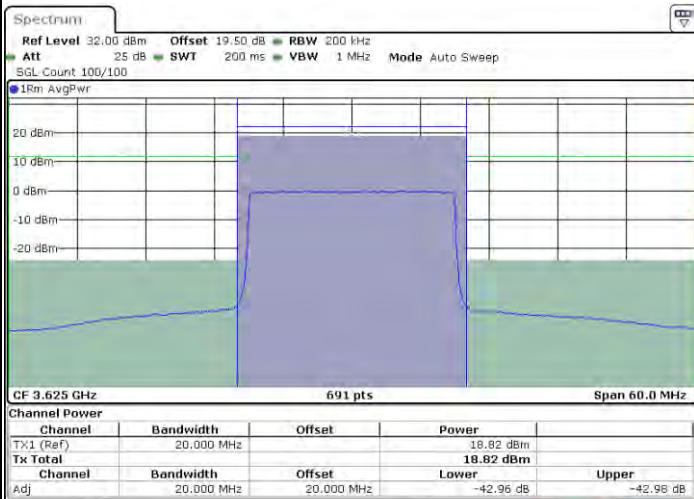 Spectrum
Ref Level 32.00 dBm Offset 19.50 dB RBW 200 kHz
Att 25 dB SWT 200 ms VBW 1 MHz Mode Auto Sweep
SGL Count 100/100
1Rm AvgPwr
20 dBm
10 dBm
0 dBm
-10 dBm
-20 dBm
CF 3.625 GHz 691 pts Span 60.0 MHz
Channel Power
Channel Bandwidth Offset Power
TX1 (Ref) 20.000 MHz 18.82 dBm
Tx Total 18.82 dBm
Channel Bandwidth Offset Lower Upper
Adj 20.000 MHz 20.000 MHz -42.96 dB -42.98 dB